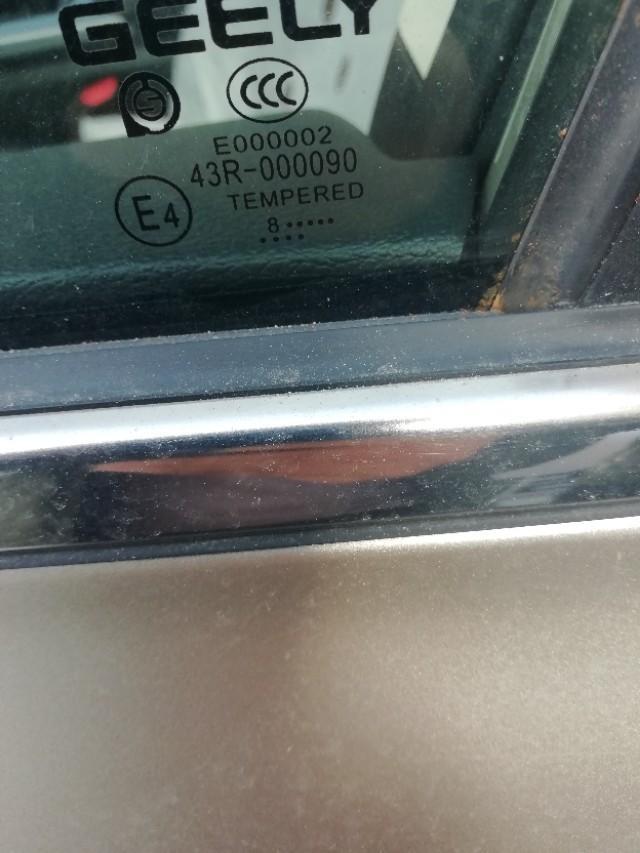 GEELY
CCC
E000002
43R-000090
E4 TEMPERED
8·····
····